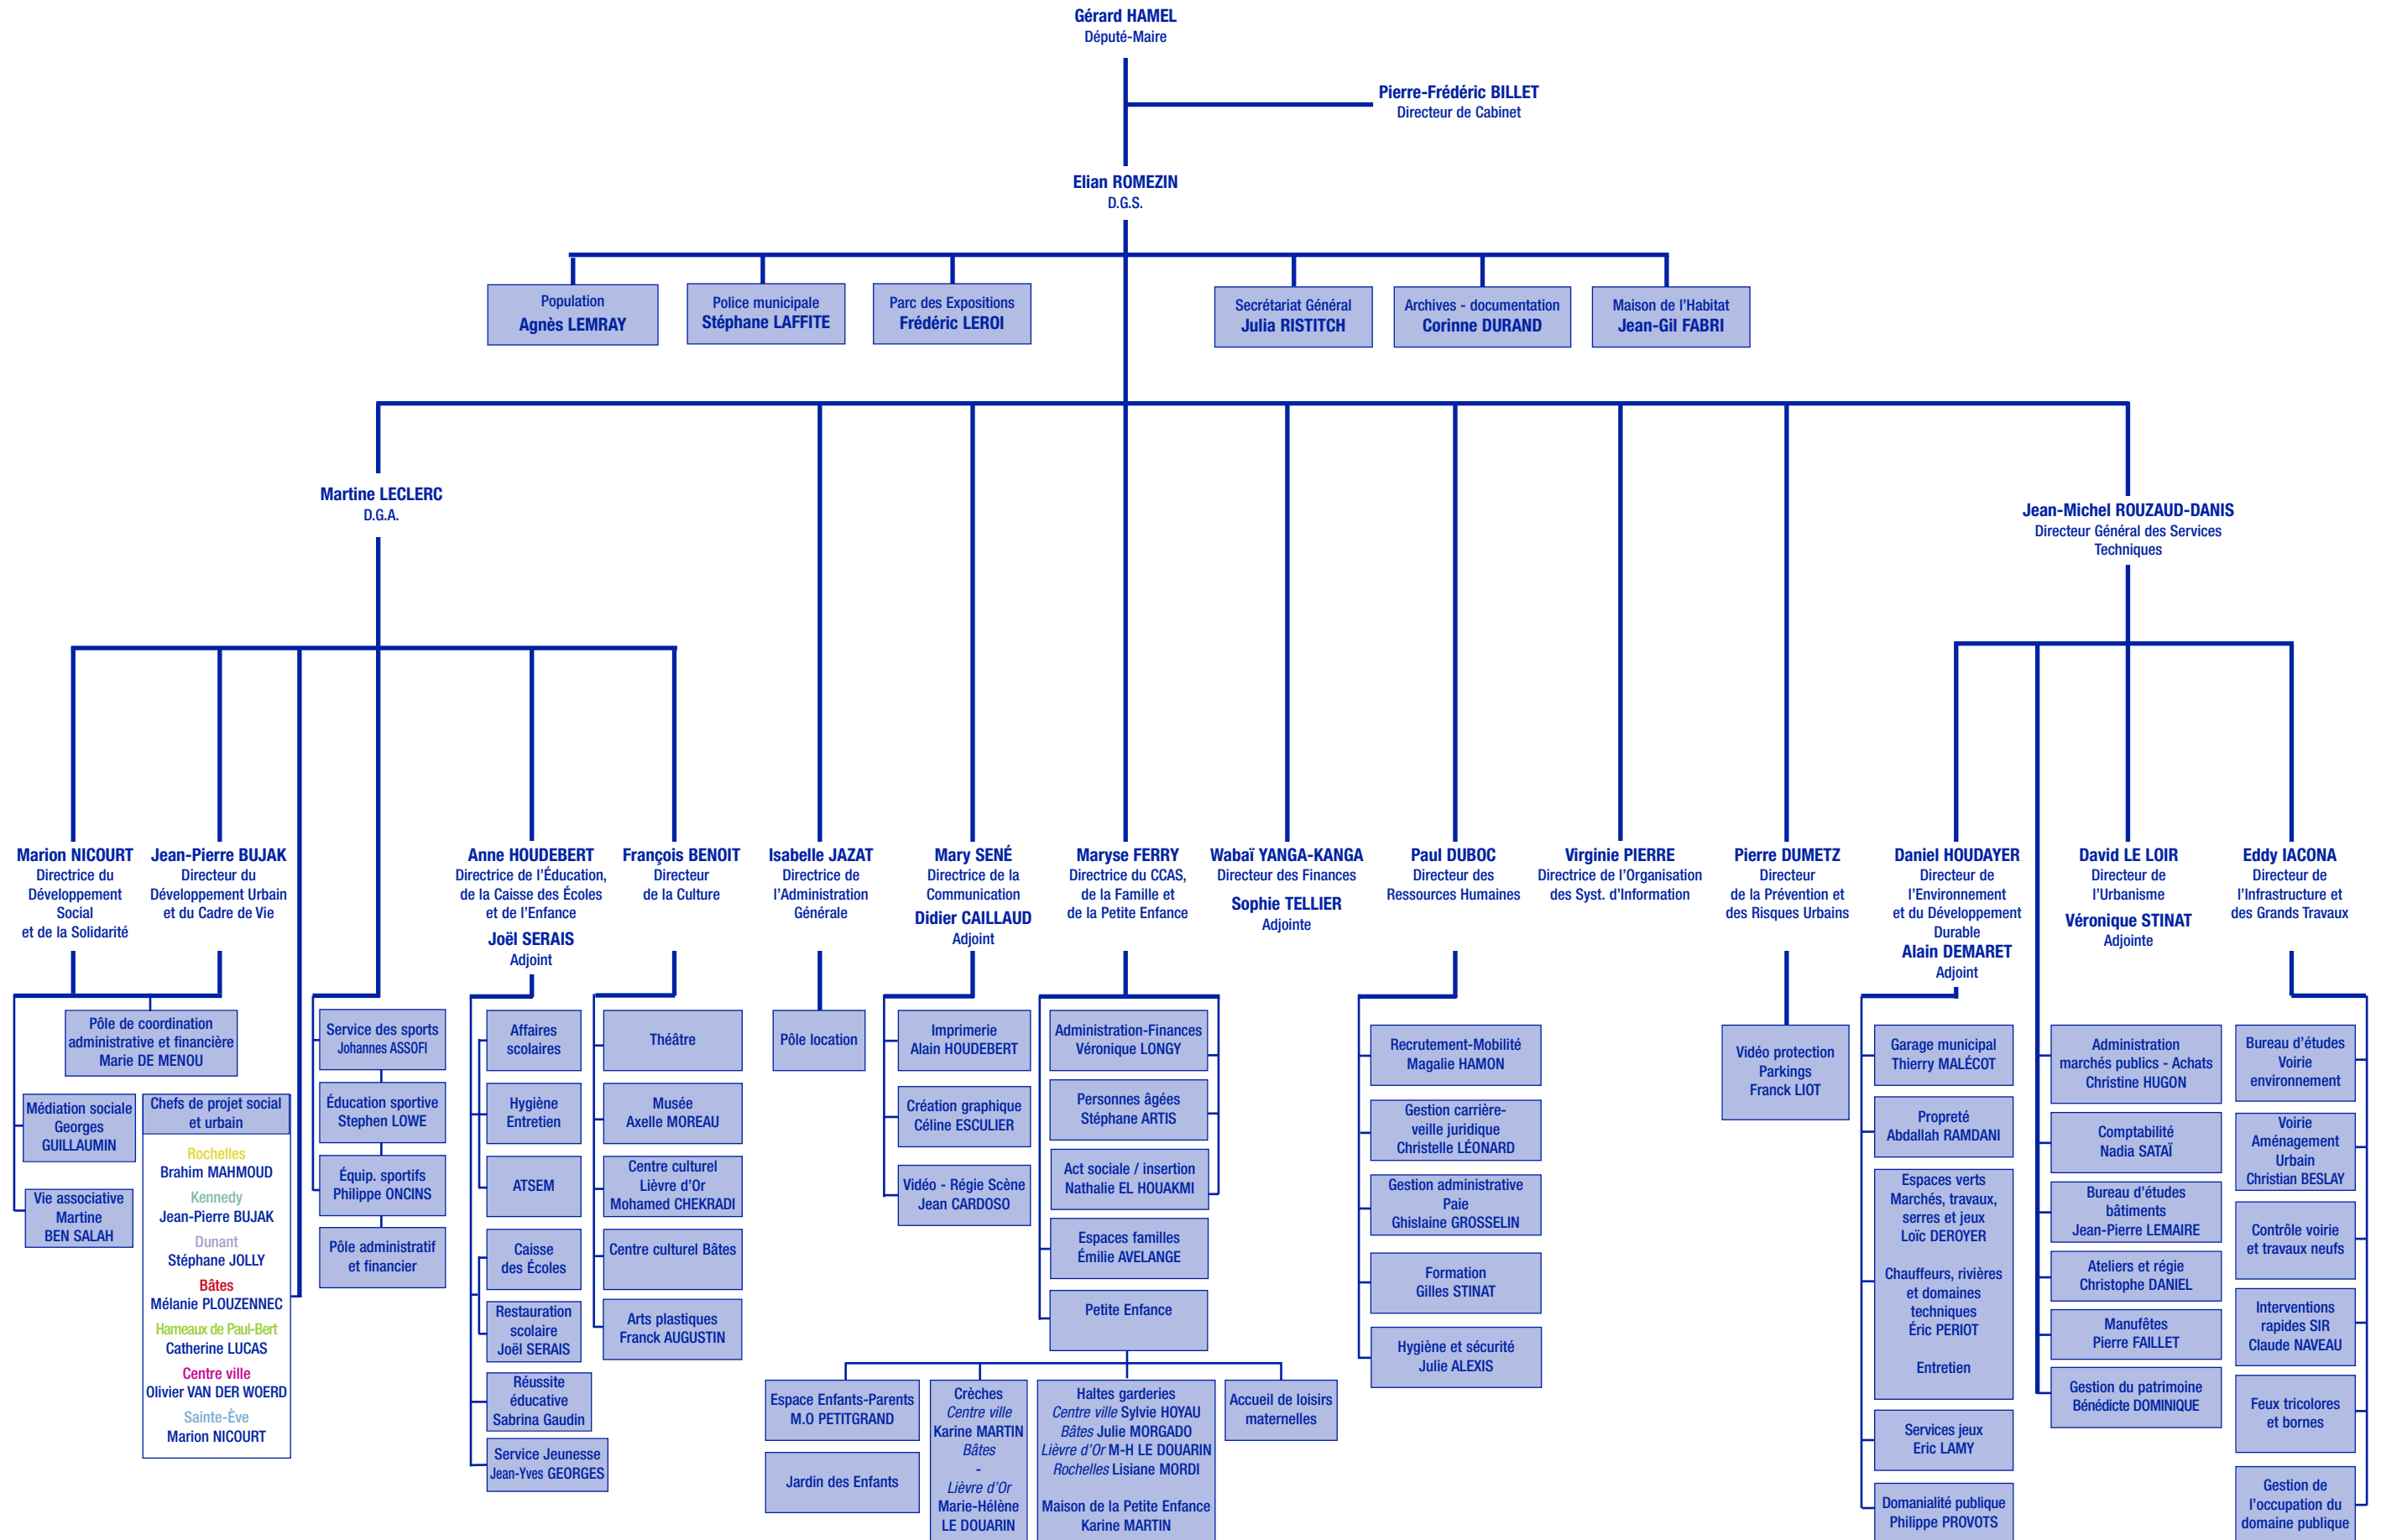 Gérard HAMEL
Député-Maire
Pierre-Frédéric BILLET
Directeur de Cabinet
Elian ROMEZIN
D.G.S.
Population
Agnès LEMRAY
Police municipale
Stéphane LAFFITE
Parc des Expositions
Frédéric LEROI
Secrétariat Général
Julia RISTITCH
Archives - documentation
Corinne DURAND
Maison de l'Habitat
Jean-Gil FABRI
Martine LECLERC
D.G.A.
Jean-Michel ROUZAUD-DANIS
Directeur Général des Services
Techniques
Marion NICOURT
Directrice du
Développement
Social
et de la Solidarité
Jean-Pierre BUJAK
Directeur du
Développement Urbain
et du Cadre de Vie
Anne HOUDEBERT
Directrice de l'Éducation,
de la Caisse des Écoles
et de l'Enfance
Joël SERAIS
Adjoint
François BENOIT
Directeur
de la Culture
Isabelle JAZAT
Directrice de
l'Administration
Générale
Mary SENÉ
Directrice de la
Communication
Didier CAILLAUD
Adjoint
Maryse FERRY
Directrice du CCAS,
de la Famille et
de la Petite Enfance
Wabaï YANGA-KANGA
Directeur des Finances
Sophie TELLIER
Adjointe
Paul DUBOC
Directeur des
Ressources Humaines
Virginie PIERRE
Directrice de l'Organisation
des Syst. d'Information
Pierre DUMETZ
Directeur
de la Prévention et
des Risques Urbains
Daniel HOUDAYER
Directeur de
l'Environnement
et du Développement
Durable
Alain DEMARET
Adjoint
David LE LOIR
Directeur de
l'Urbanisme
Véronique STINAT
Adjointe
Eddy IACONA
Directeur de
l'Infrastructure et
des Grands Travaux
Pôle de coordination
administrative et financière
Marie DE MENOU
Médiation sociale
Georges
GUILLAUMIN
Vie associative
Martine
BEN SALAH
Chefs de projet social
et urbain
Rochelles
Brahim MAHMOUD
Kennedy
Jean-Pierre BUJAK
Dunant
Stéphane JOLLY
Bâtes
Mélanie PLOUZENNEC
Hameaux de Paul-Bert
Catherine LUCAS
Centre ville
Olivier VAN DER WOERD
Sainte-Ève
Marion NICOURT
Service des sports
Johannes ASSOFI
Éducation sportive
Stephen LOWE
Équip. sportifs
Philippe ONCINS
Pôle administratif
et financier
Affaires
scolaires
Hygiène
Entretien
ATSEM
Caisse
des Écoles
Restauration
scolaire
Joël SERAIS
Réussite
éducative
Sabrina Gaudin
Service Jeunesse
Jean-Yves GEORGES
Théâtre
Musée
Axelle MOREAU
Centre culturel
Lièvre d'Or
Mohamed CHEKRADI
Centre culturel Bâtes
Arts plastiques
Franck AUGUSTIN
Pôle location
Imprimerie
Alain HOUDEBERT
Création graphique
Céline ESCULIER
Vidéo - Régie Scène
Jean CARDOSO
Administration-Finances
Véronique LONGY
Personnes âgées
Stéphane ARTIS
Act sociale / insertion
Nathalie EL HOUAKMI
Espaces familles
Émilie AVELANGE
Petite Enfance
Espace Enfants-Parents
M.O PETITGRAND
Jardin des Enfants
Crèches
Centre ville
Karine MARTIN
Bâtes
-
Lièvre d'Or
Marie-Hélène
LE DOUARIN
Haltes garderies
Centre ville Sylvie HOYAU
Bâtes Julie MORGADO
Lièvre d'Or M-H LE DOUARIN
Rochelles Lisiane MORDI
Maison de la Petite Enfance
Karine MARTIN
Accueil de loisirs
maternelles
Recrutement-Mobilité
Magalie HAMON
Gestion carrière-
veille juridique
Christelle LÉONARD
Gestion administrative
Paie
Ghislaine GROSSELIN
Formation
Gilles STINAT
Hygiène et sécurité
Julie ALEXIS
Vidéo protection
Parkings
Franck LIOT
Garage municipal
Thierry MALÉCOT
Propreté
Abdallah RAMDANI
Espaces verts
Marchés, travaux,
serres et jeux
Loïc DEROYER
Chauffeurs, rivières
et domaines
techniques
Éric PERIOT
Entretien
Services jeux
Eric LAMY
Domanialité publique
Philippe PROVOTS
Administration
marchés publics - Achats
Christine HUGON
Comptabilité
Nadia SATAÏ
Bureau d'études
bâtiments
Jean-Pierre LEMAIRE
Ateliers et régie
Christophe DANIEL
Manufêtes
Pierre FAILLET
Gestion du patrimoine
Bénédicte DOMINIQUE
Bureau d'études
Voirie
environnement
Voirie
Aménagement
Urbain
Christian BESLAY
Contrôle voirie
et travaux neufs
Interventions
rapides SIR
Claude NAVEAU
Feux tricolores
et bornes
Gestion de
l'occupation du
domaine publique